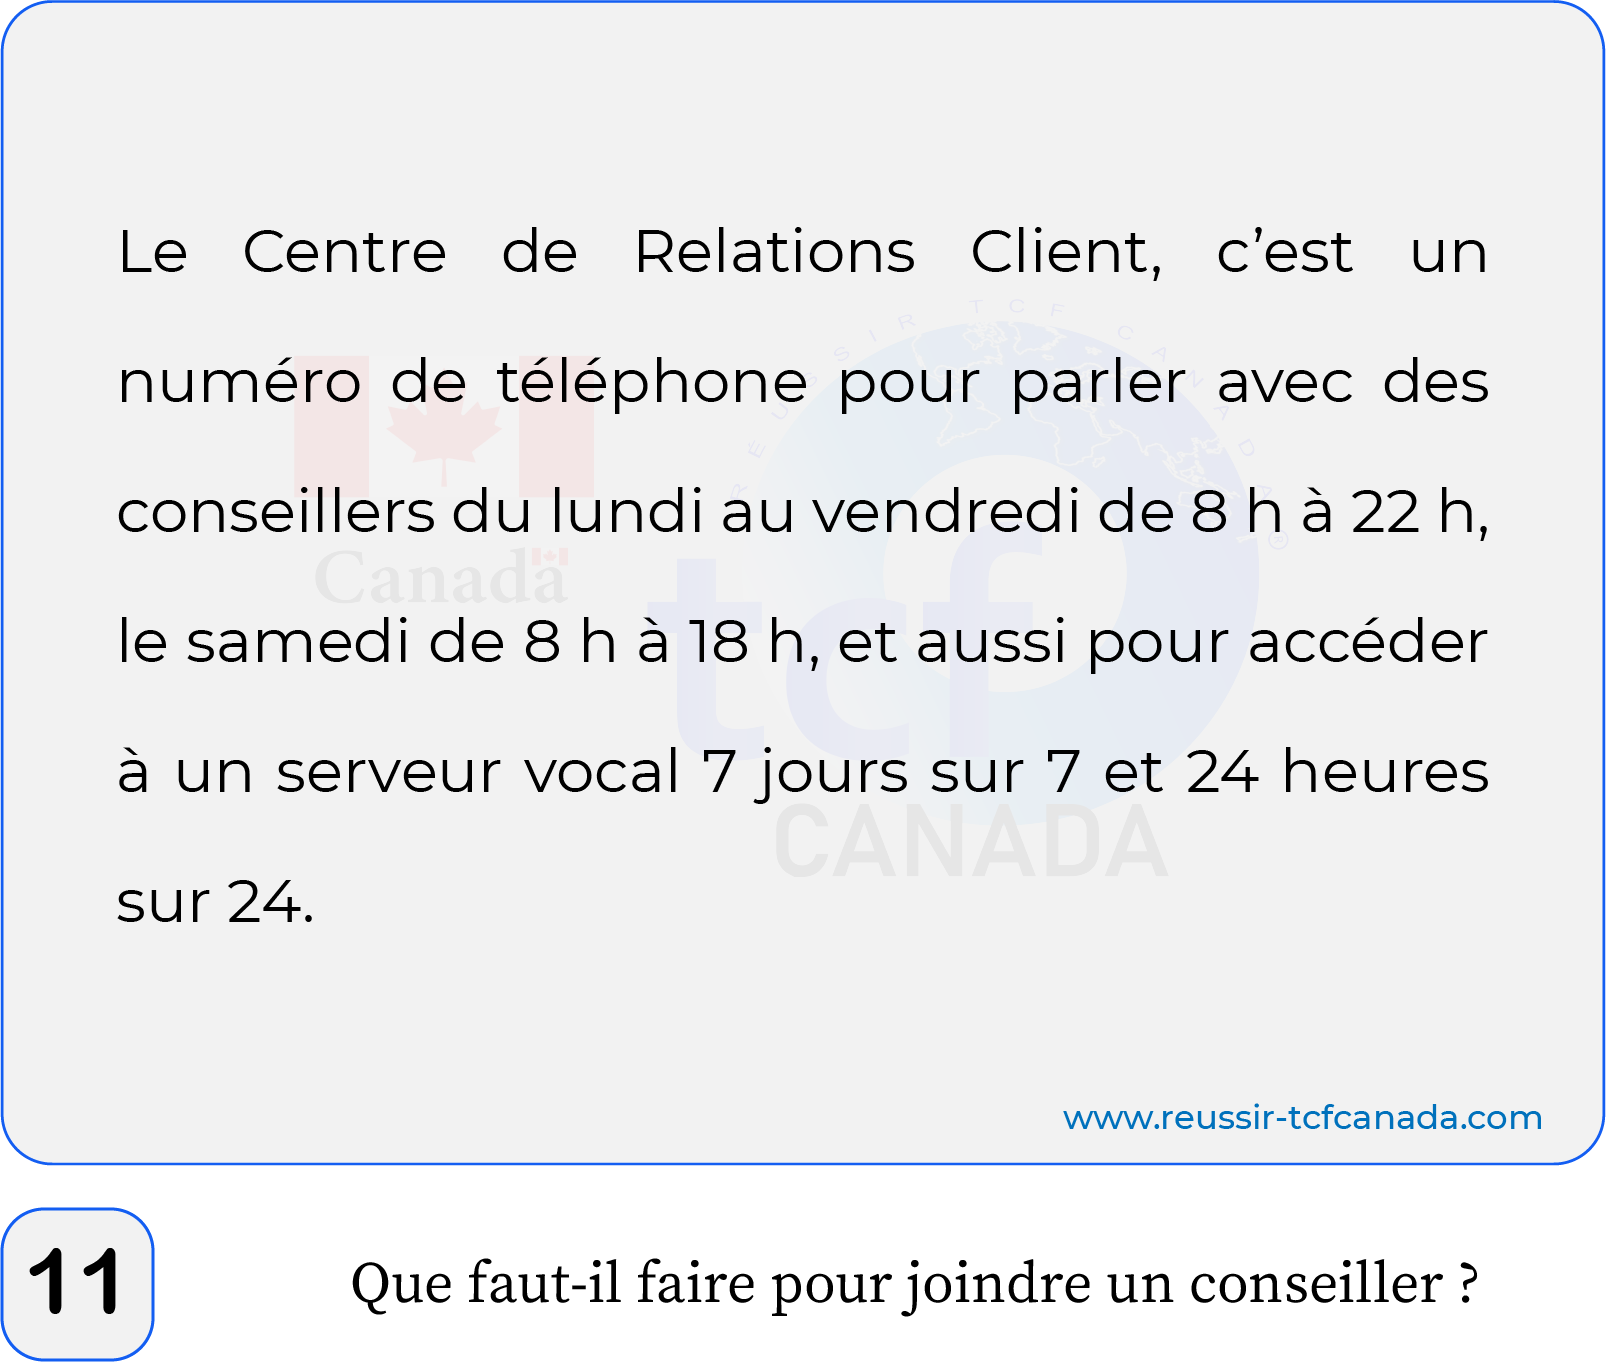 Le Centre de Relations Client, c’est un
numéro de téléphone pour parler avec des
conseillers du lundi au vendredi de 8 h à 22 h,
le samedi de 8 h à 18 h, et aussi pour accéder
à un serveur vocal 7 jours sur 7 et 24 heures
sur 24.
RÉUSSIR TCF CANADA
Canada
tcf
CANADA
www.reussir-tcfcanada.com
11
Que faut-il faire pour joindre un conseiller ?